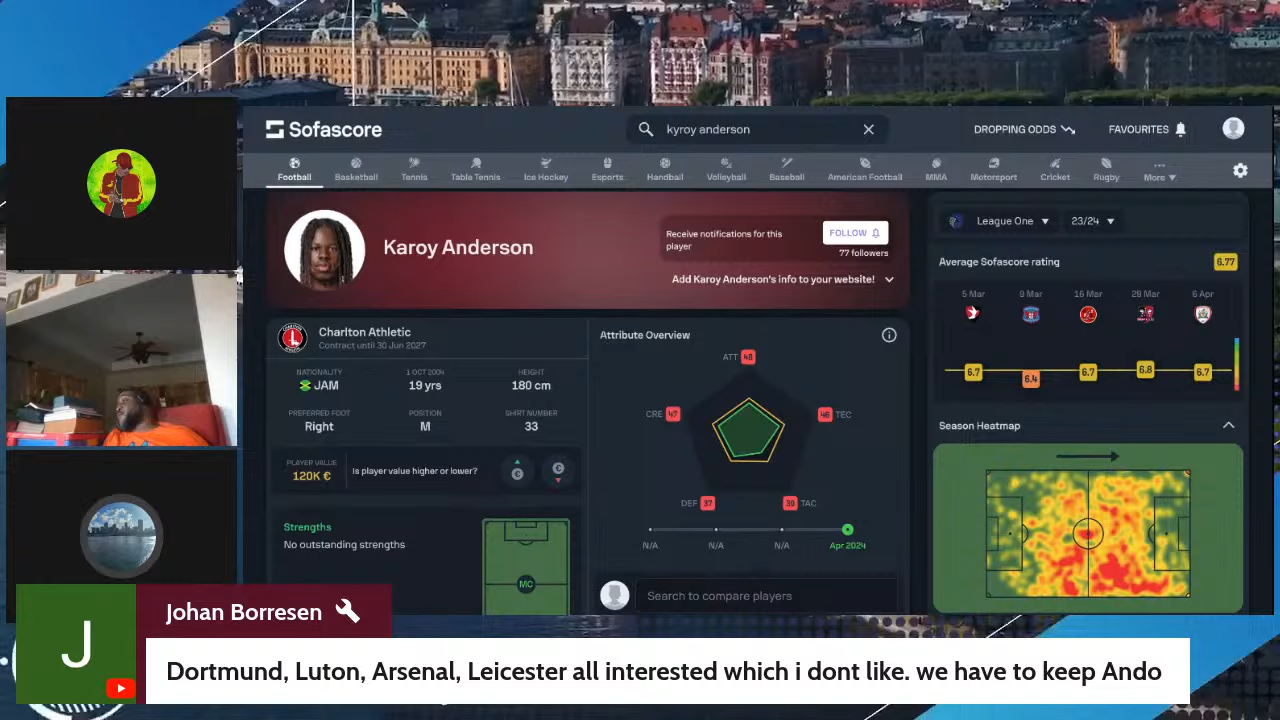 Sofascore
kyroy anderson
DROPPING ODDS
FAVOURITES
Football
Basketball
Tennis
Table Tennis
Ice Hockey
Esports
Handball
Volleyball
Baseball
American Football
MMA
Motorsport
Cricket
Rugby
More
Karoy Anderson
Receive notifications for this
player
FOLLOW
77 followers
Add Karoy Anderson's info to your website!
Charlton Athletic
Contract until 30 Jun 2027
NATIONALITY
JAM
1 OCT 2004
19 yrs
HEIGHT
180 cm
PREFERRED FOOT
Right
POSITION
M
SHIRT NUMBER
33
PLAYER VALUE
120K €
Is player value higher or lower?
Strengths
No outstanding strengths
MC
Attribute Overview
ATT 48
CRE 47
46 TEC
DEF 37
39 TAC
N/A
N/A
N/A
Apr 2024
Search to compare players
League One
23/24
Average Sofascore rating
6.77
5 Mar
9 Mar
16 Mar
29 Mar
6 Apr
6.7
6.4
6.7
6.8
6.7
Season Heatmap
J
Johan Borresen
Dortmund, Luton, Arsenal, Leicester all interested which i dont like. we have to keep Ando